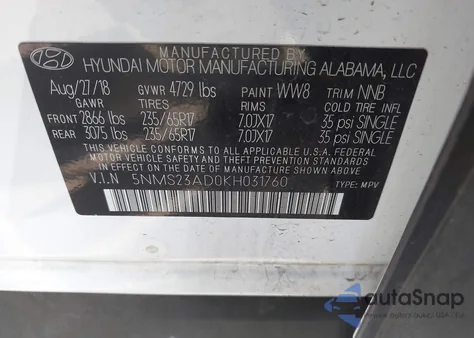 MANUFACTURED BY
HYUNDAI MOTOR MANUFACTURING ALABAMA, LLC
Aug/27/18 GVWR 4729 lbs PAINT WW8 TRIM NNB
GAWR TIRES RIMS COLD TIRE INFL
FRONT 2866 lbs 235/65R17 7.0JX17 35 psi SINGLE
REAR 3075 lbs 235/65R17 7.0JX17 35 psi SINGLE
THIS VEHICLE CONFORMS TO ALL APPLICABLE FEDERAL MOTOR
VEHICLE SAFETY AND THEFT PREVENTION STANDARDS
IN EFFECT ON THE DATE OF MANUFACTURE SHOWN ABOVE.
V.I.N 5NMS23AD0KH031760 TYPE: MPV
autoSnap